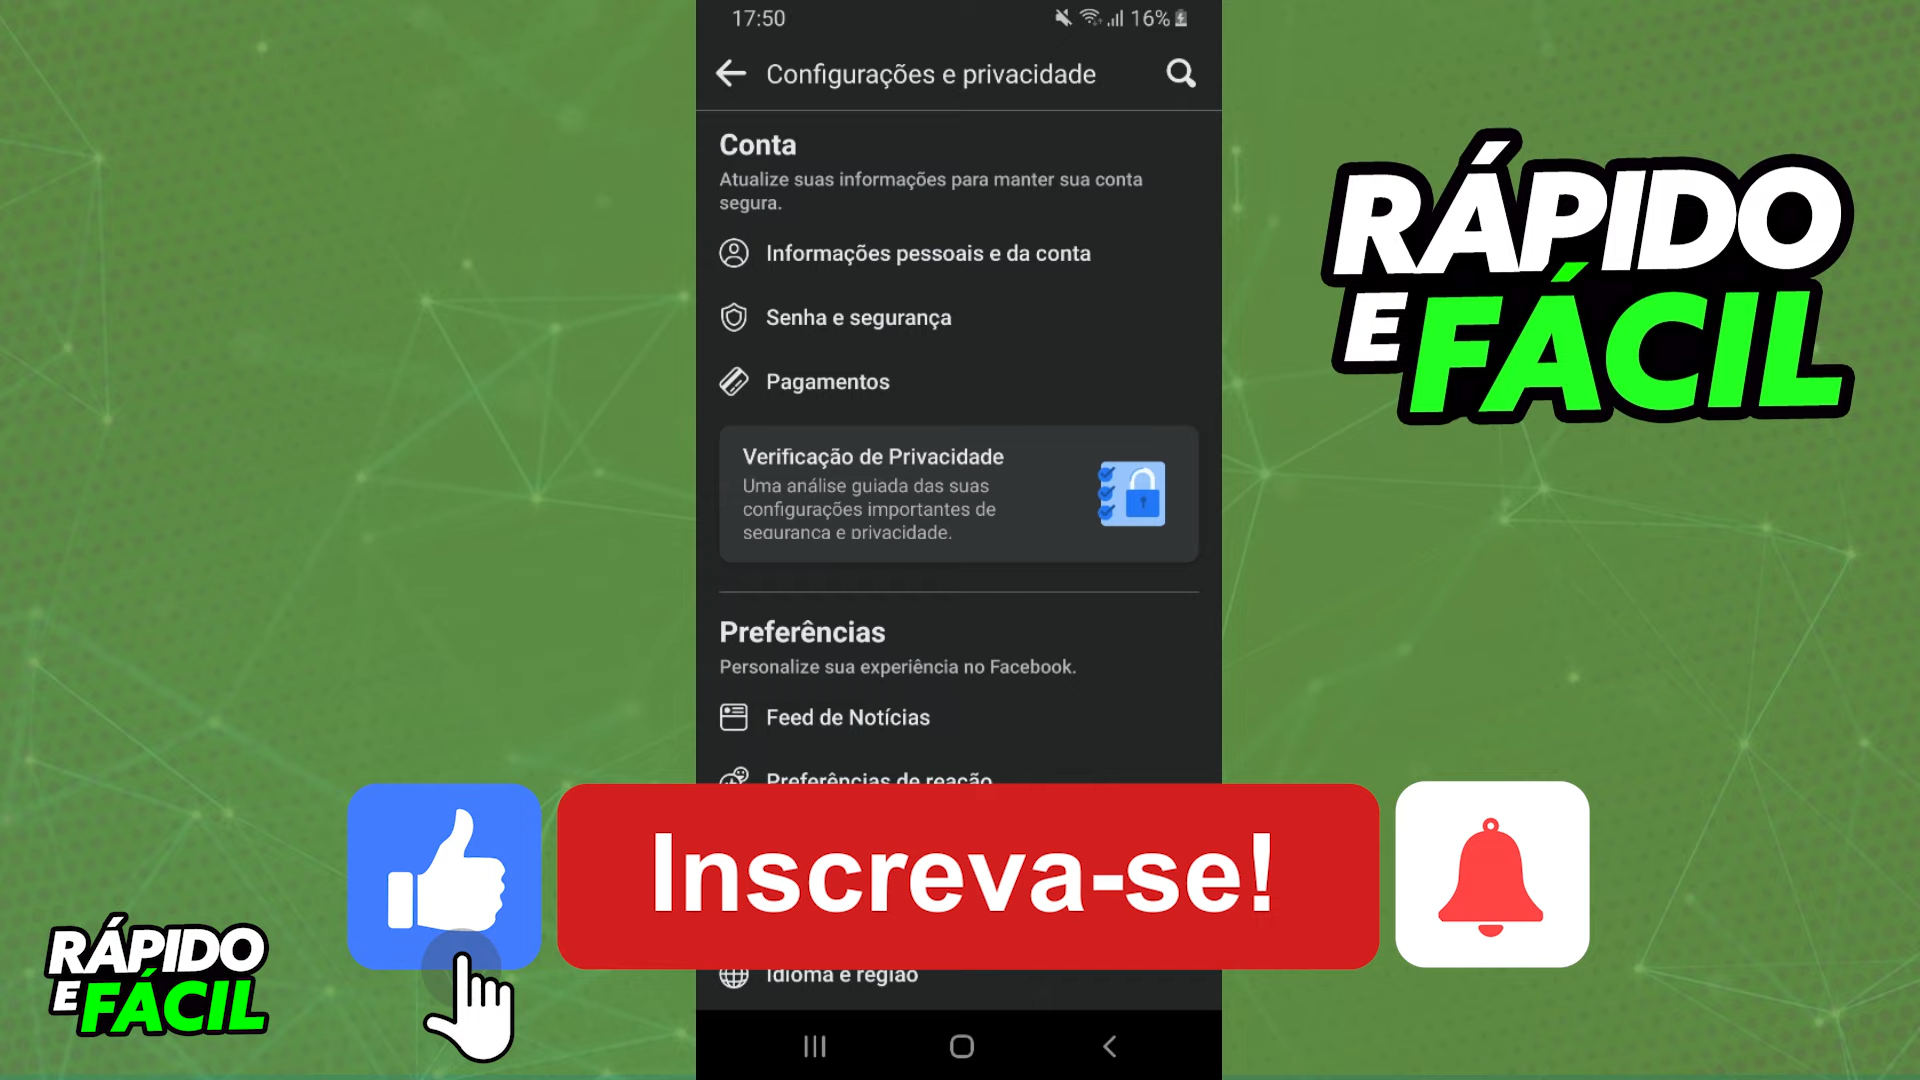 17:50
16%
Configurações e privacidade
Conta
Atualize suas informações para manter sua conta
segura.
Informações pessoais e da conta
Senha e segurança
Pagamentos
Verificação de Privacidade
Uma análise guiada das suas
configurações importantes de
segurança e privacidade.
Preferências
Personalize sua experiência no Facebook.
Feed de Notícias
Preferências de reação
Inscreva-se!
Idioma e região
RÁPIDO
E FÁCIL
RÁPIDO
E FÁCIL